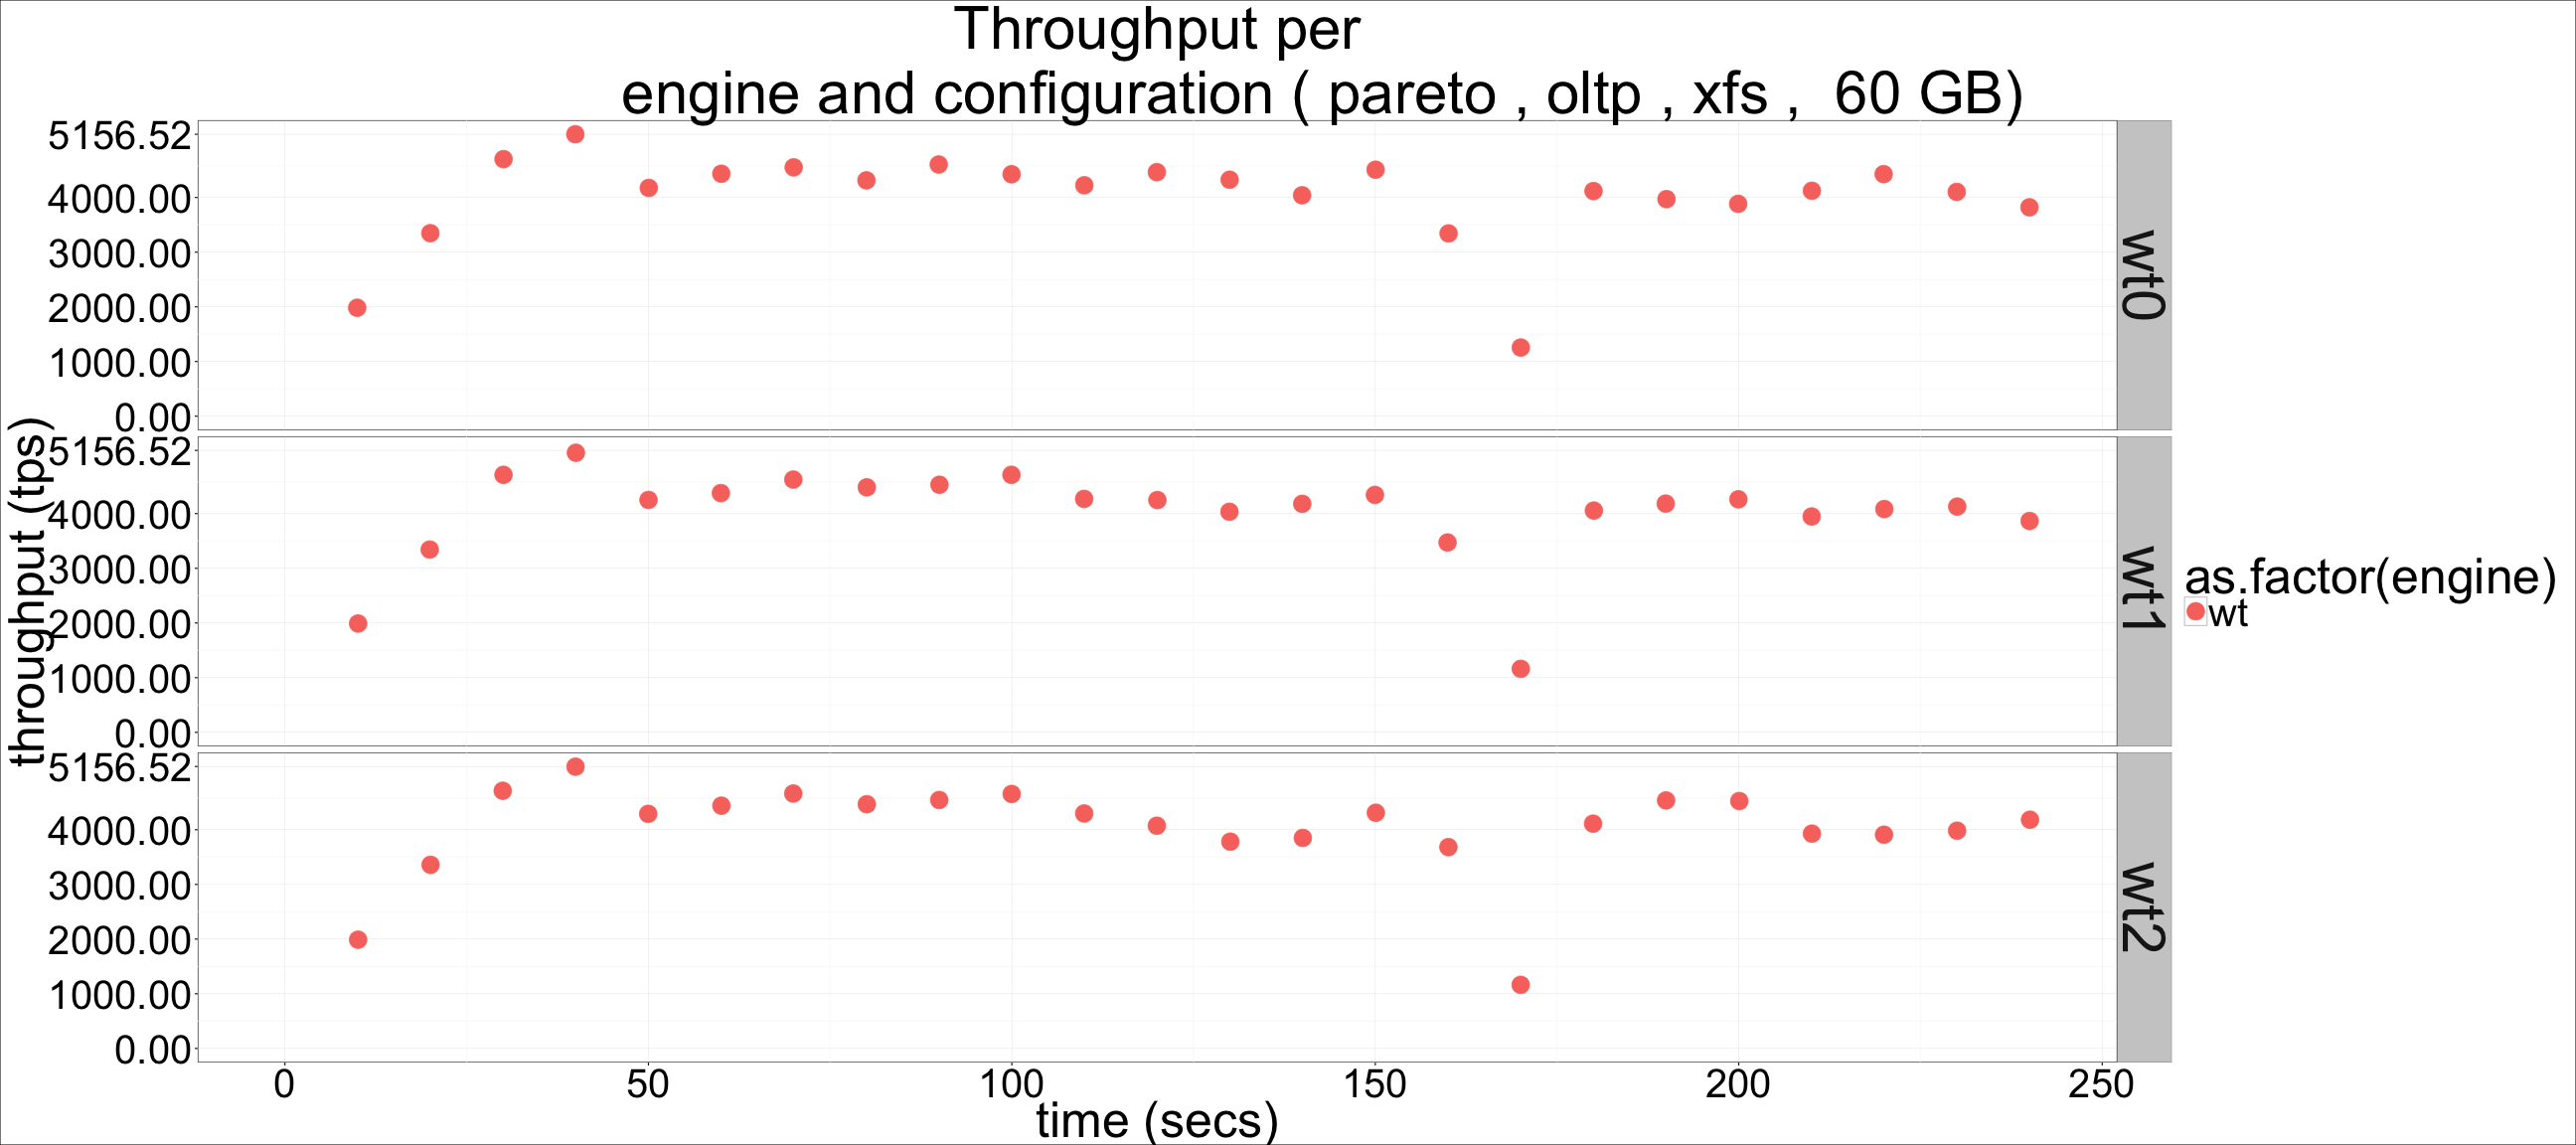 Throughput per
engine and configuration ( pareto , oltp , xfs ,  60 GB)
throughput (tps)
5156.52
4000.00
3000.00
2000.00
1000.00
0.00
wt0
5156.52
4000.00
3000.00
2000.00
1000.00
0.00
wt1
5156.52
4000.00
3000.00
2000.00
1000.00
0.00
wt2
0 50 100 150 200 250
time (secs)
as.factor(engine)
wt